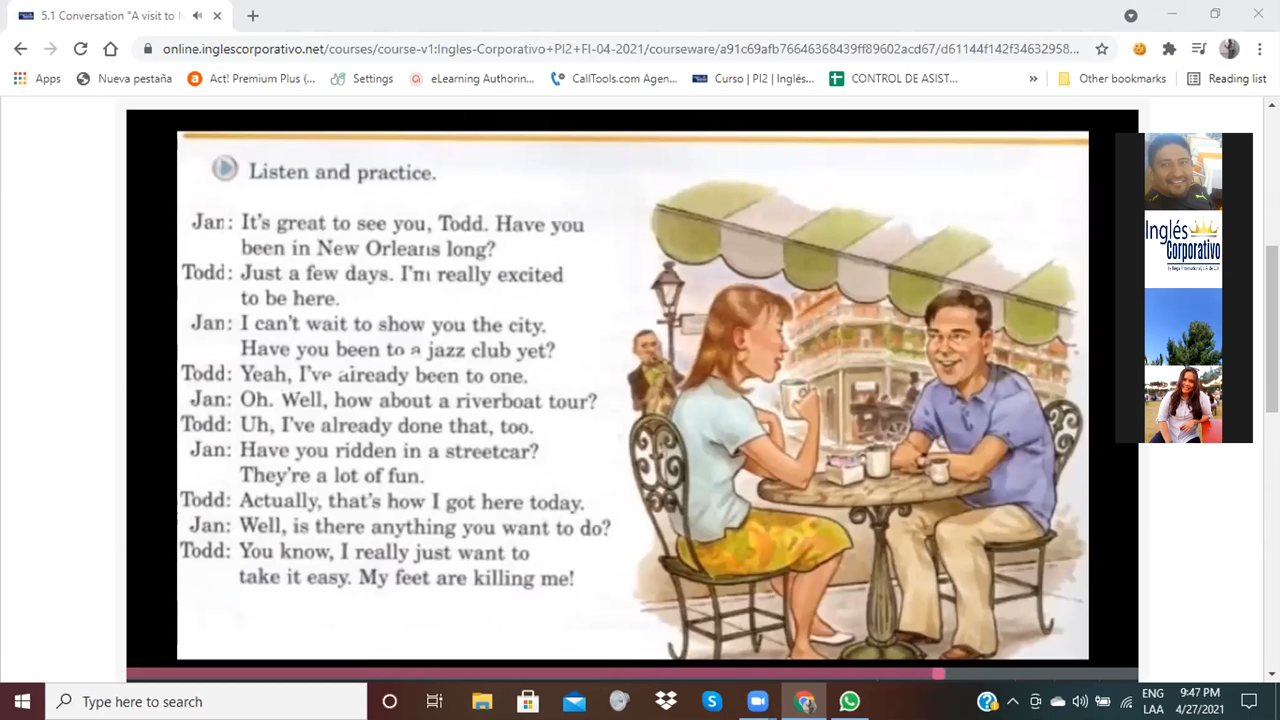 5.1 Conversation "A visit to N
online.inglescorporativo.net/courses/course-v1:Ingles-Corporativo+PI2+FI-04-2021/courseware/a91c69afb76646368439ff89602acd67/d61144f142f34632958...
Apps Nueva pestaña Act! Premium Plus (... Settings eLearning Authorin... CallTools.com Agen... Curso | PI2 | Inglés... CONTROL DE ASIST... » Other bookmarks Reading list
Listen and practice.
Jan: It's great to see you, Todd. Have you
been in New Orleans long?
Todd: Just a few days. I'm really excited
to be here.
Jan: I can't wait to show you the city.
Have you been to a jazz club yet?
Todd: Yeah, I've already been to one.
Jan: Oh. Well, how about a riverboat tour?
Todd: Uh, I've already done that, too.
Jan: Have you ridden in a streetcar?
They're a lot of fun.
Todd: Actually, that's how I got here today.
Jan: Well, is there anything you want to do?
Todd: You know, I really just want to
take it easy. My feet are killing me!
Inglés
Corporativo
Type here to search
ENG
LAA
9:47 PM
4/27/2021